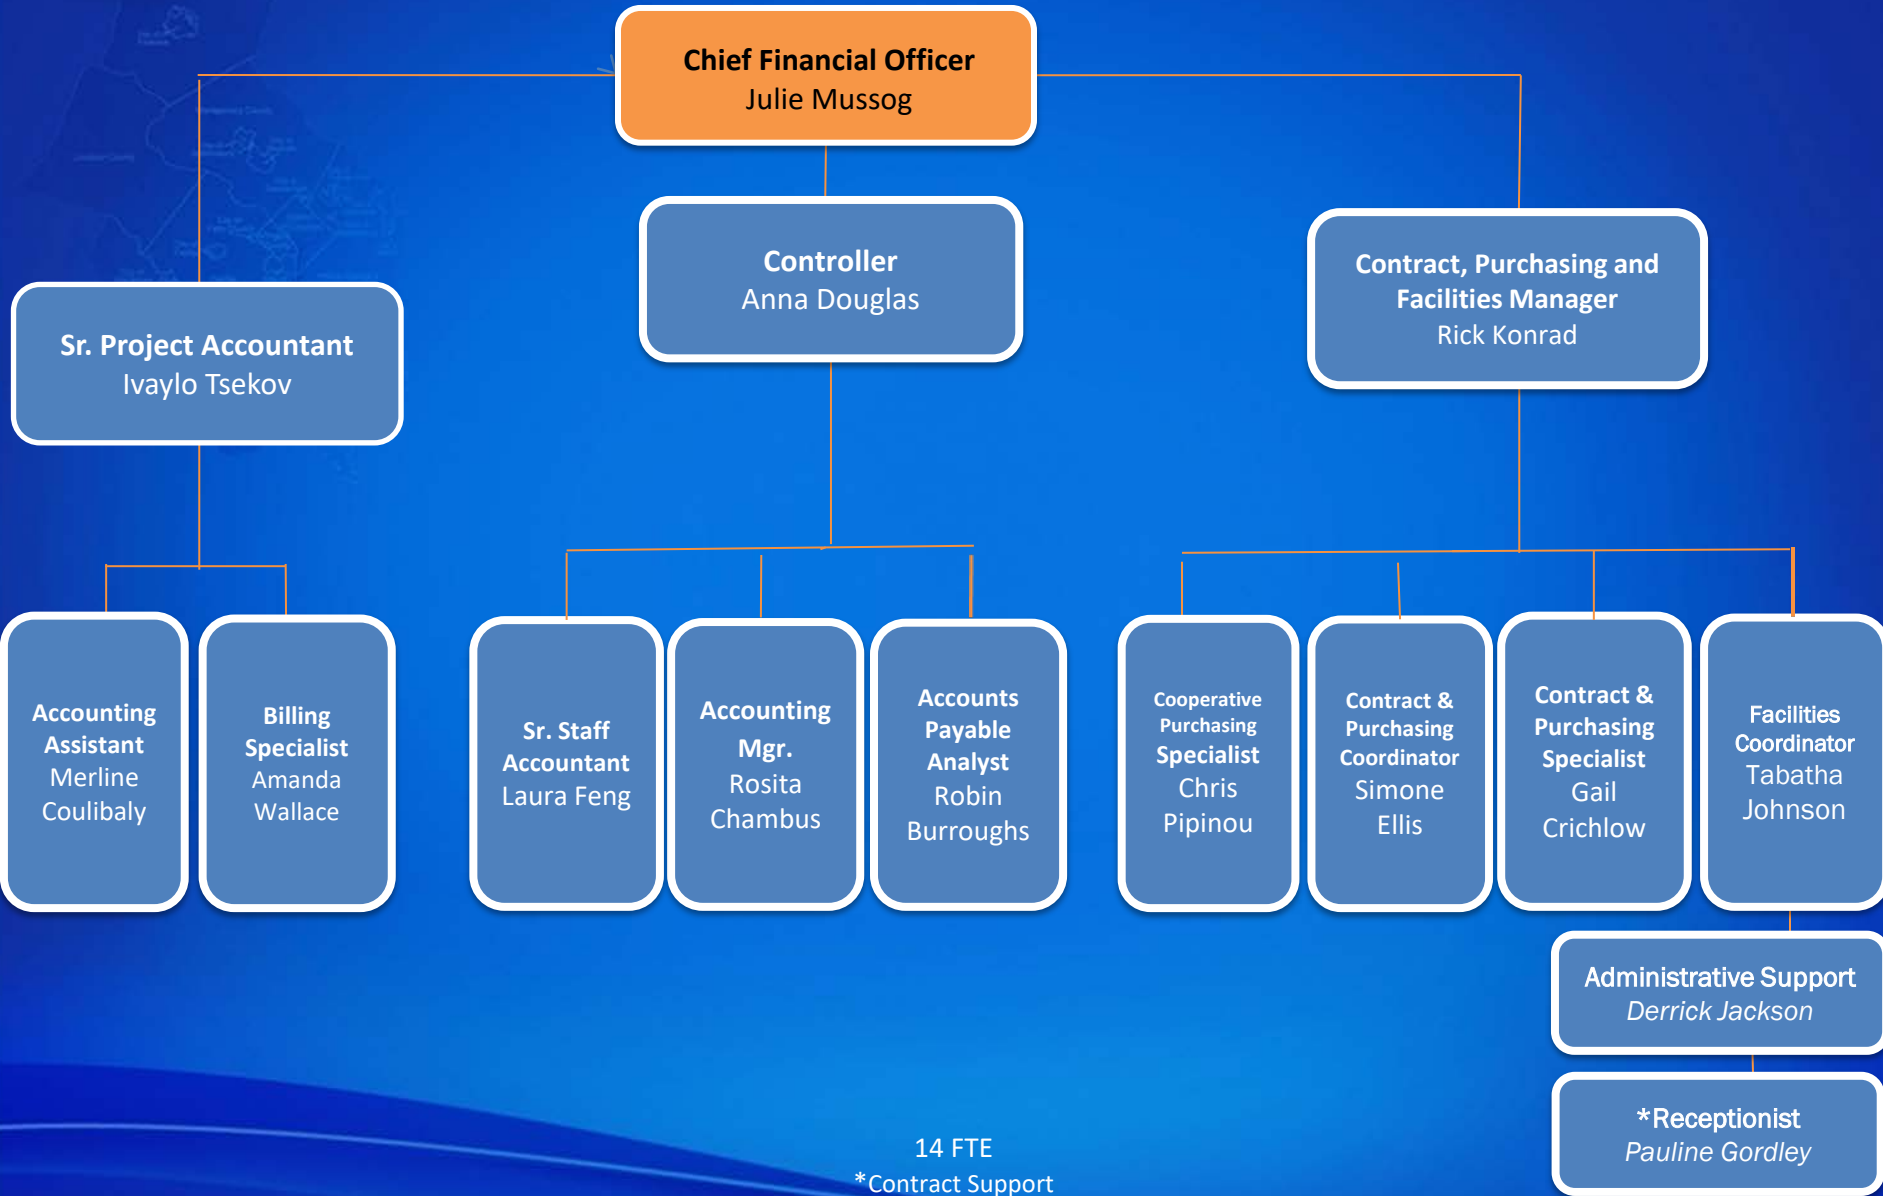 Chief Financial Officer
Julie Mussog
Controller
Anna Douglas
Contract, Purchasing and
Facilities Manager
Rick Konrad
Sr. Project Accountant
Ivaylo Tsekov
Accounting
Assistant
Merline
Coulibaly
Billing
Specialist
Amanda
Wallace
Sr. Staff
Accountant
Laura Feng
Accounting
Mgr.
Rosita
Chambus
Accounts
Payable
Analyst
Robin
Burroughs
Cooperative
Purchasing
Specialist
Chris
Pipinou
Contract &
Purchasing
Coordinator
Simone
Ellis
Contract &
Purchasing
Specialist
Gail
Crichlow
Facilities
Coordinator
Tabatha
Johnson
Administrative Support
Derrick Jackson
*Receptionist
Pauline Gordley
14 FTE
*Contract Support